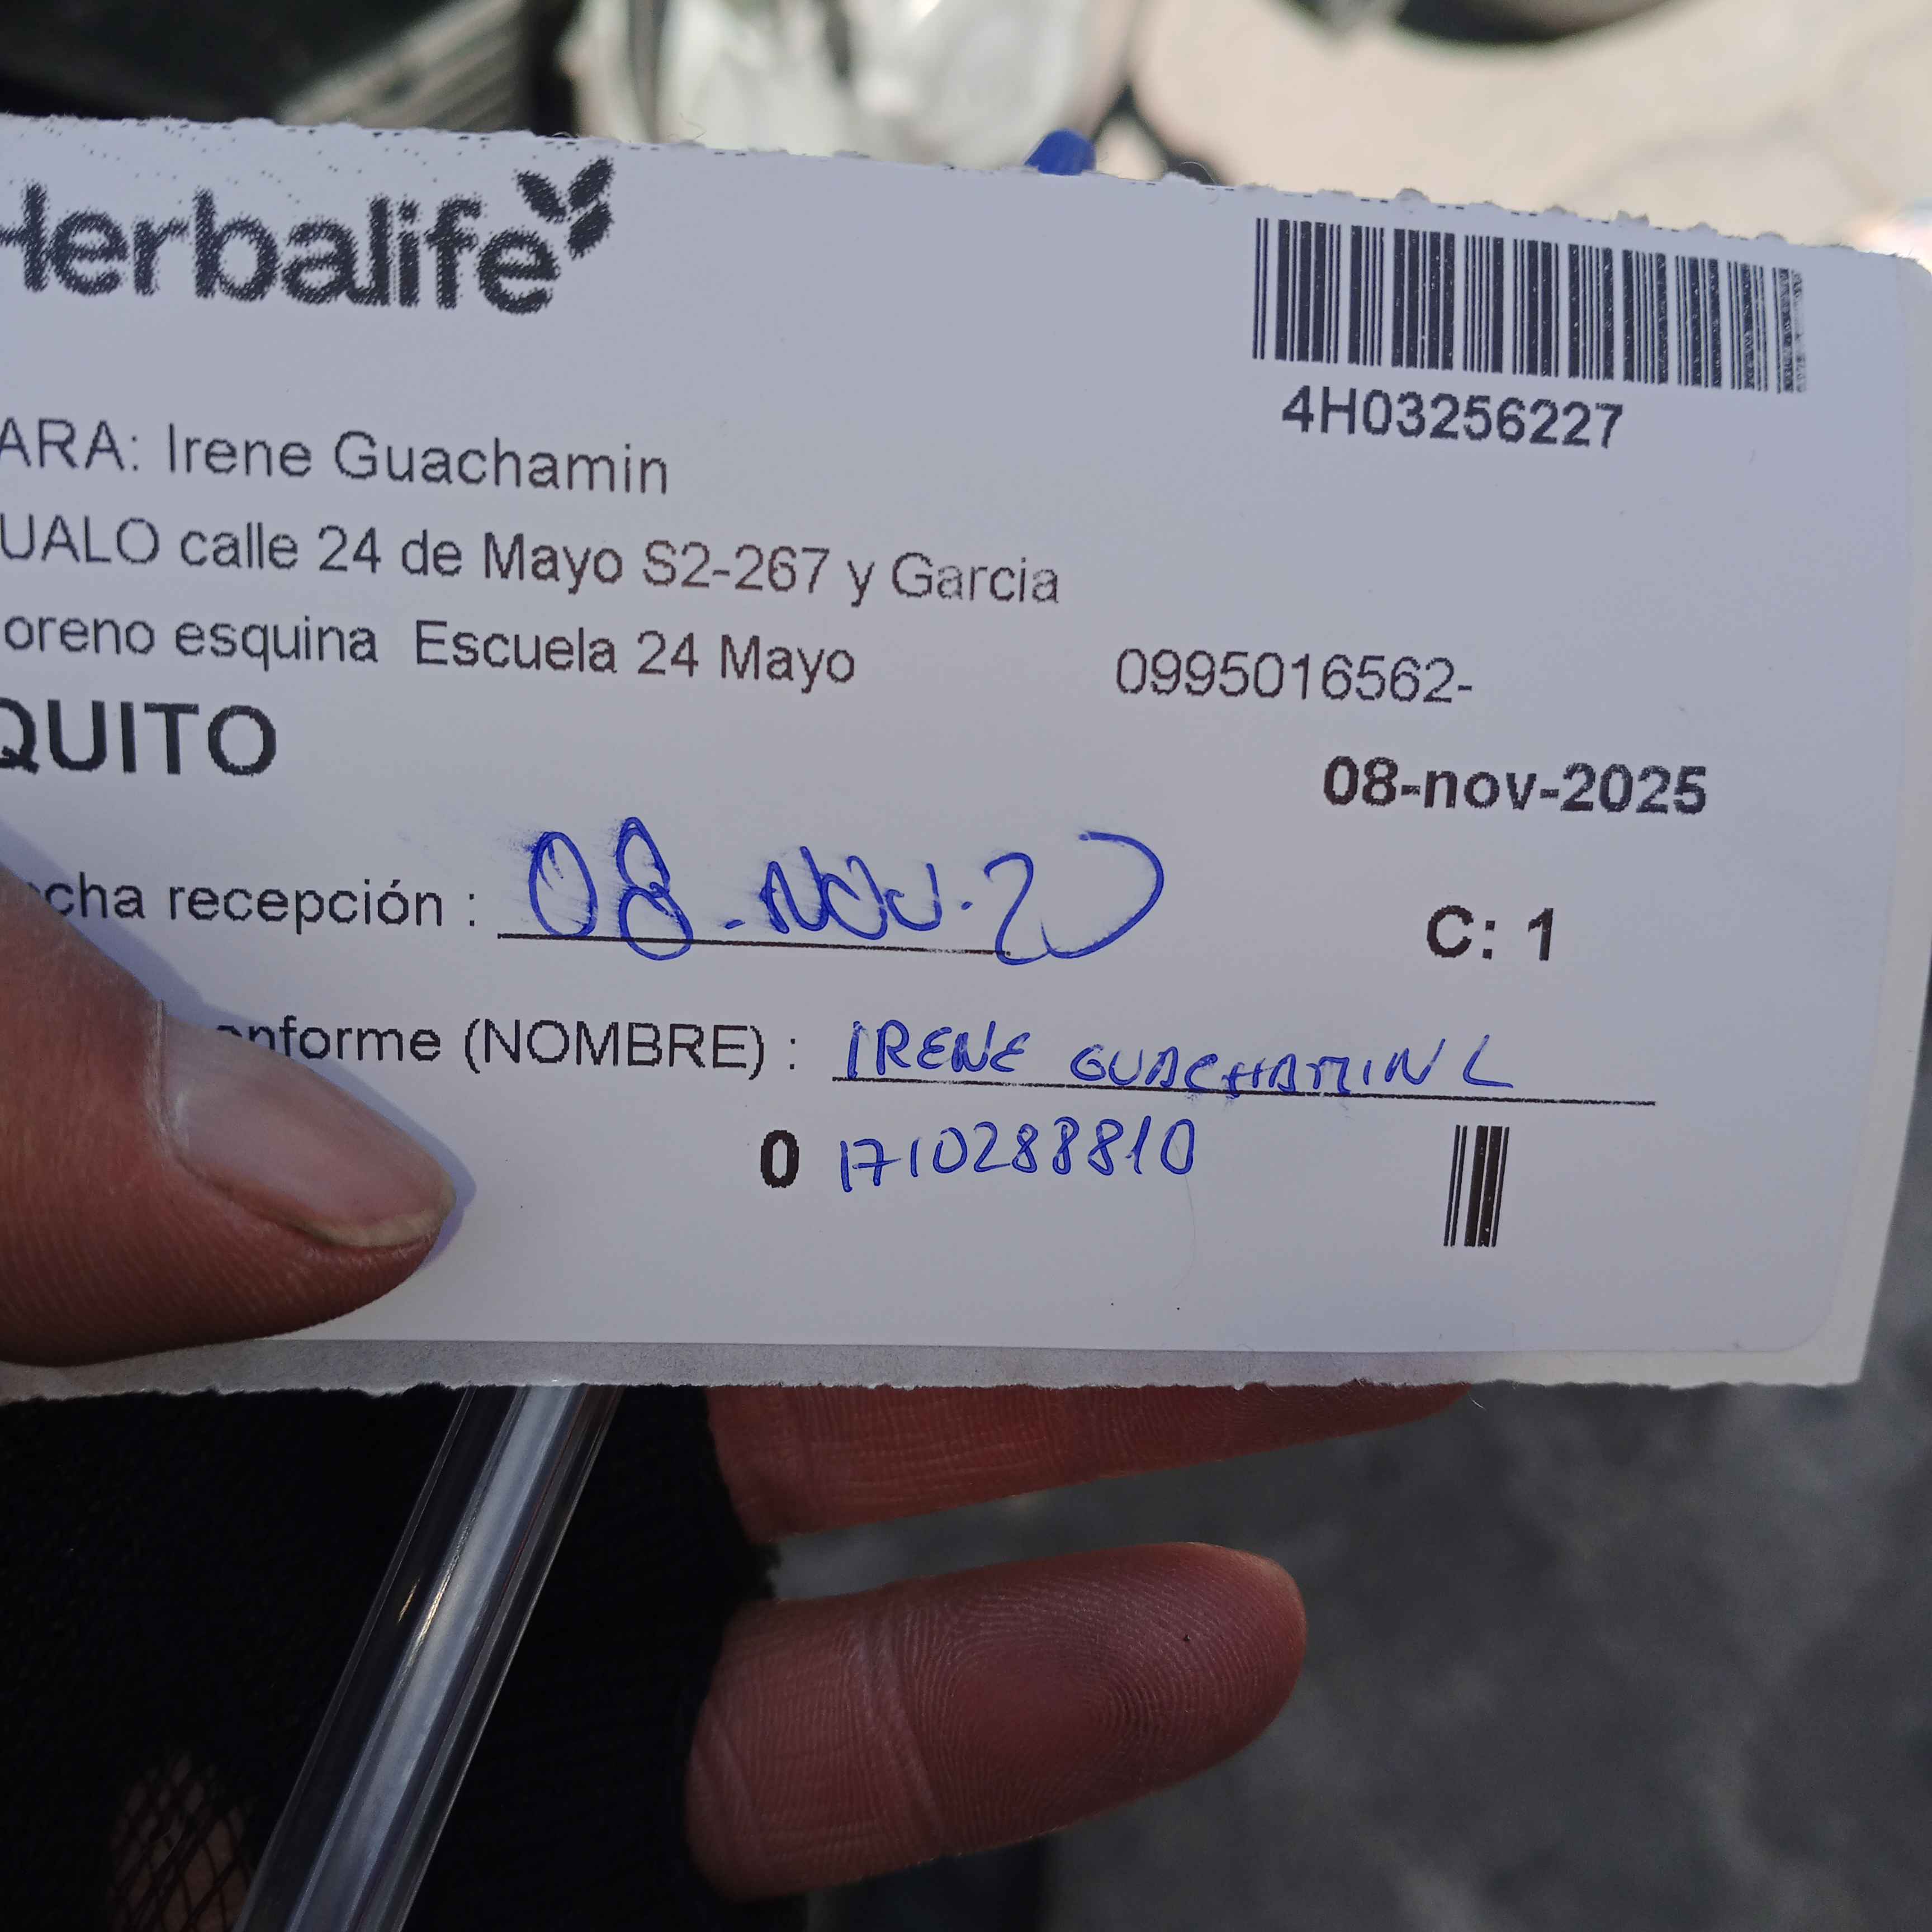 Herbalife
4H03256227
ARA: Irene Guachamin
UALO calle 24 de Mayo S2-267 y Garcia
oreno esquina Escuela 24 Mayo 0995016562-
QUITO
08-nov-2025
cha recepción : 08-NOV-20
C: 1
onforme (NOMBRE) : IRENE GUACHAMIN L
0 1710288810